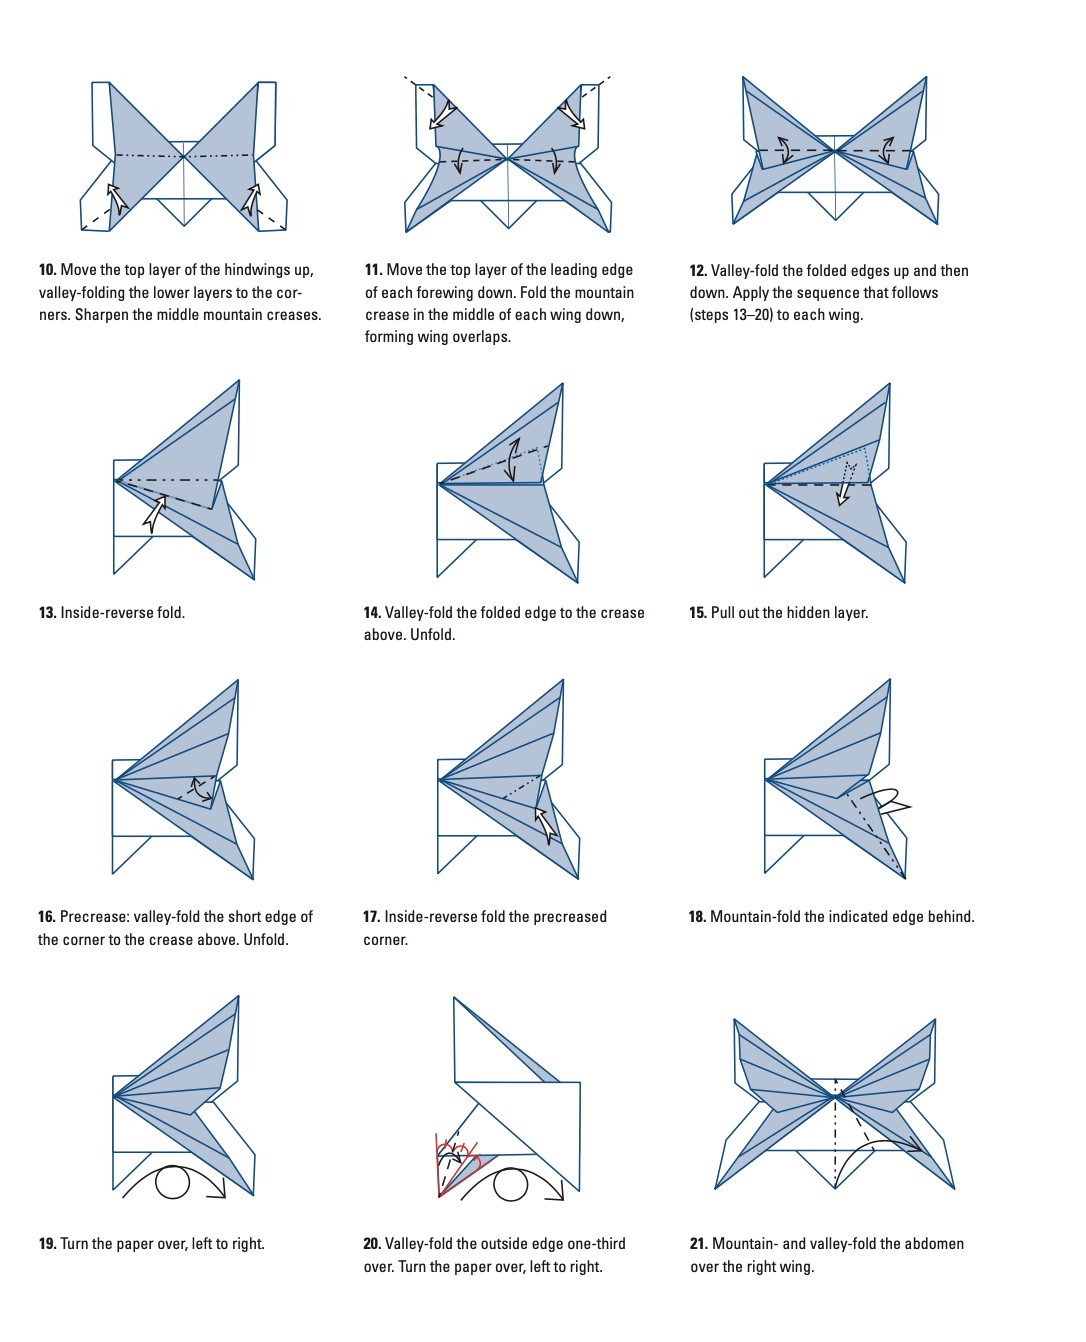 10. Move the top layer of the hindwings up,
valley-folding the lower layers to the cor-
ners. Sharpen the middle mountain creases.
11. Move the top layer of the leading edge
of each forewing down. Fold the mountain
crease in the middle of each wing down,
forming wing overlaps.
12. Valley-fold the folded edges up and then
down. Apply the sequence that follows
(steps 13–20) to each wing.
13. Inside-reverse fold.
14. Valley-fold the folded edge to the crease
above. Unfold.
15. Pull out the hidden layer.
16. Precrease: valley-fold the short edge of
the corner to the crease above. Unfold.
17. Inside-reverse fold the precreased
corner.
18. Mountain-fold the indicated edge behind.
19. Turn the paper over, left to right.
20. Valley-fold the outside edge one-third
over. Turn the paper over, left to right.
21. Mountain- and valley-fold the abdomen
over the right wing.